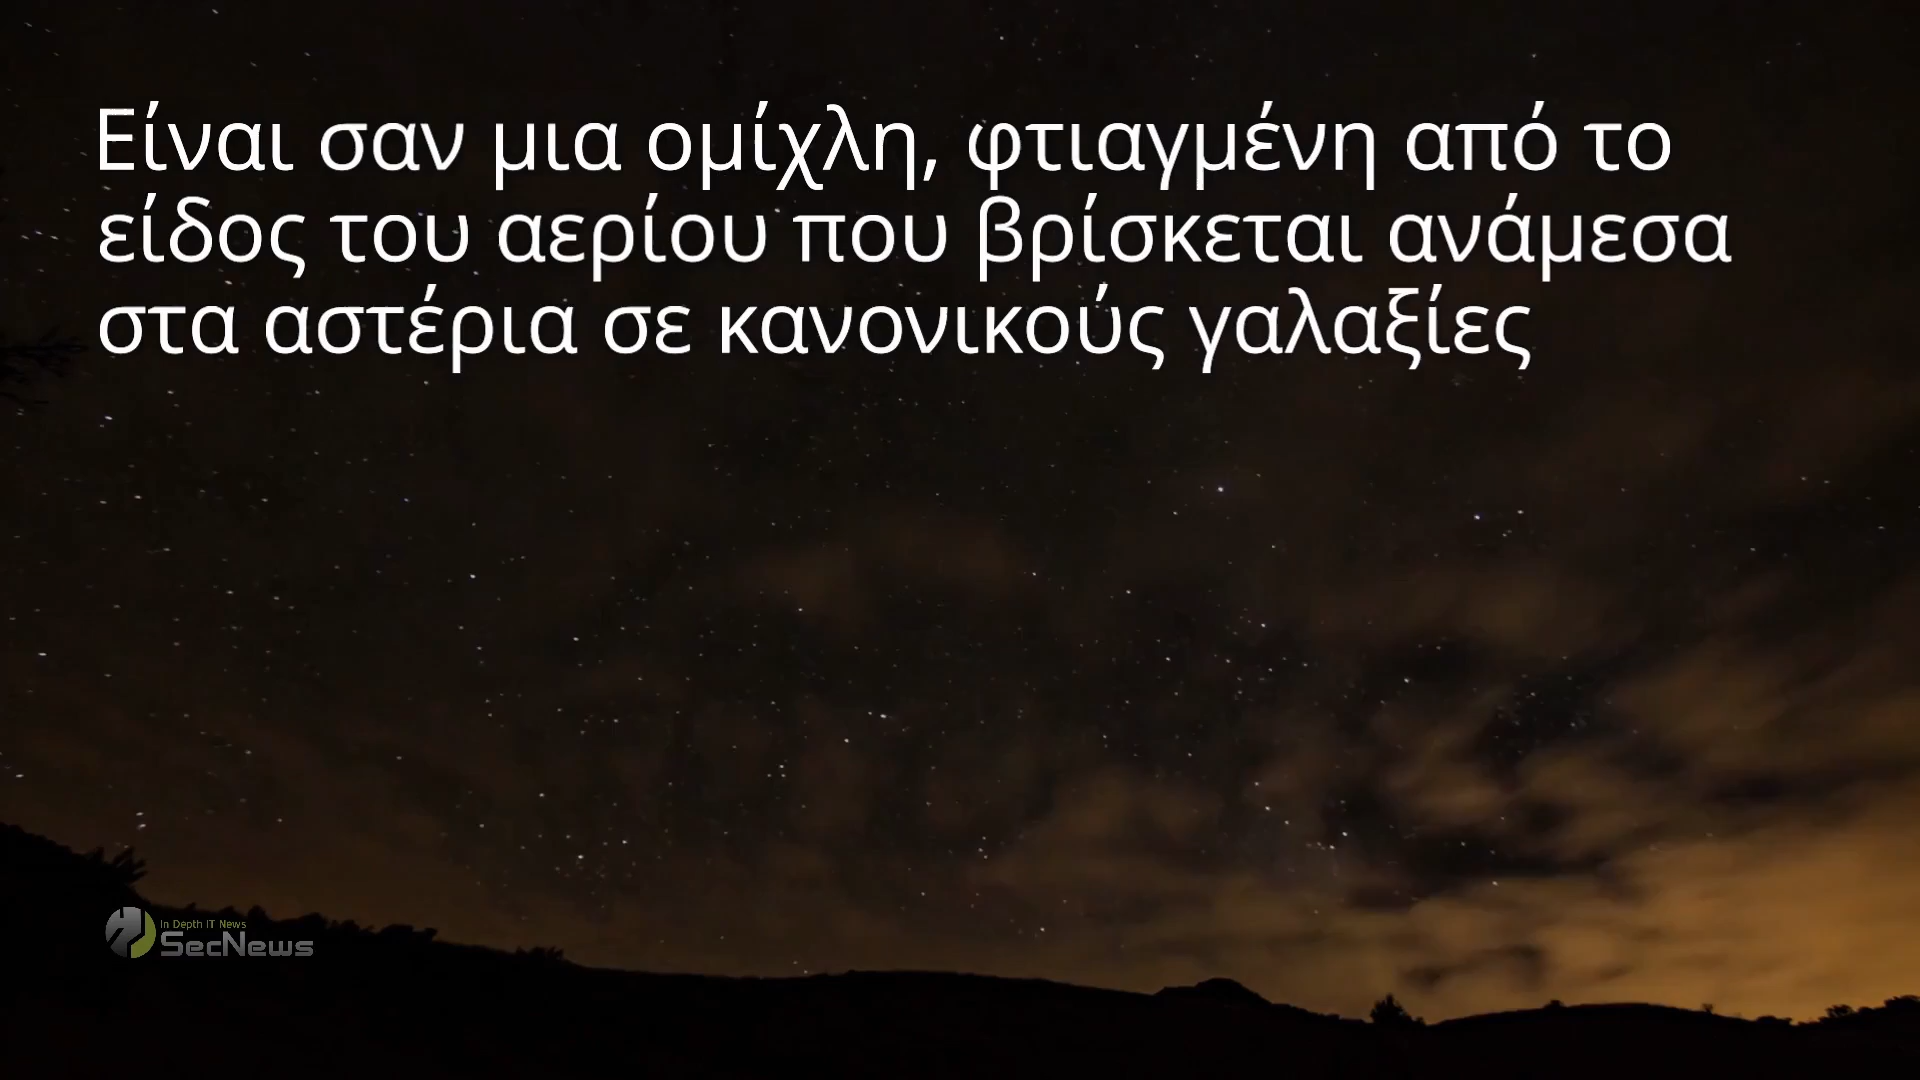 Είναι σαν μια ομίχλη, φτιαγμένη από το
είδος του αερίου που βρίσκεται ανάμεσα
στα αστέρια σε κανονικούς γαλαξίες
In Depth IT News
SecNews